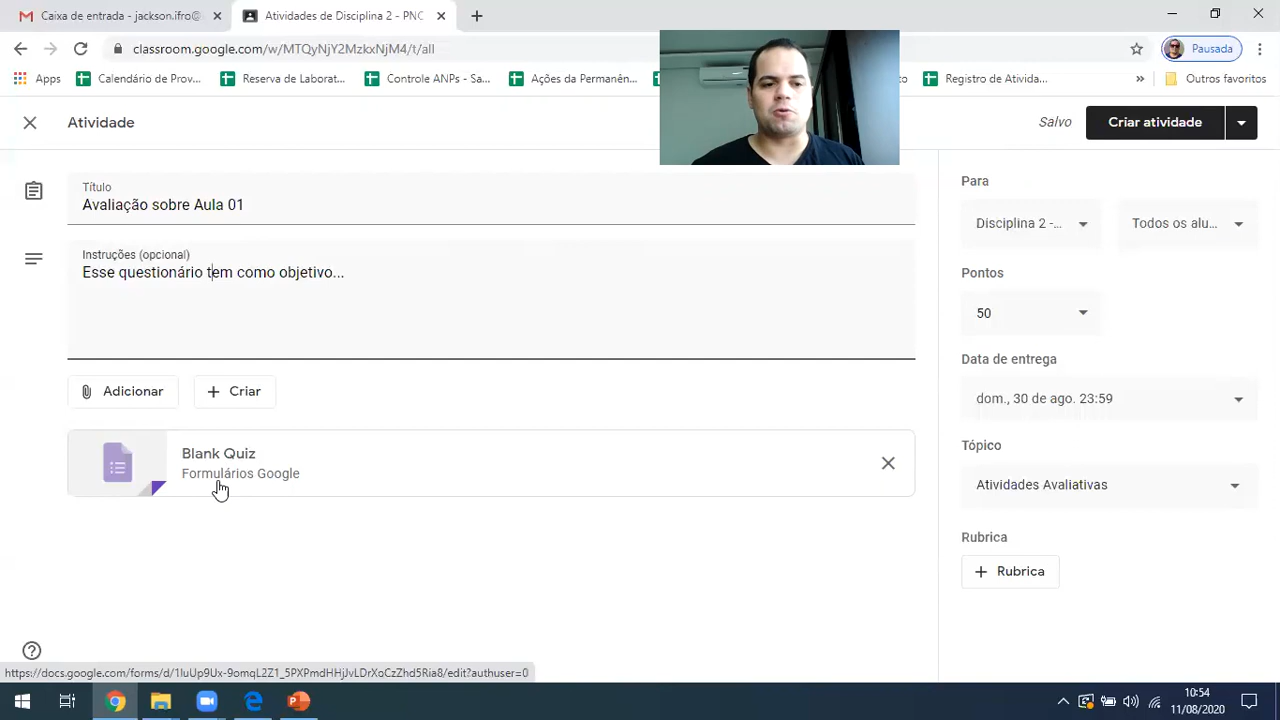 Caixa de entrada - jackson.ifro@
Atividades de Disciplina 2 - PNC
classroom.google.com/w/MTQyNjY2MzkxNjM4/t/all
Pausada
Apps
Calendário de Prov...
Reserva de Laborat...
Controle ANPs - Sa...
Ações da Permanên...
Registro de Ativida...
»
Outros favoritos
Atividade
Salvo
Criar atividade
Título
Avaliação sobre Aula 01
Instruções (opcional)
Esse questionário tem como objetivo...
Adicionar
Criar
Blank Quiz
Formulários Google
Para
Disciplina 2 -...
Todos os alu...
Pontos
50
Data de entrega
dom., 30 de ago. 23:59
Tópico
Atividades Avaliativas
Rubrica
Rubrica
https://docs.google.com/forms/d/1IuUp9Ux-9omqL2Z1_5PXPmdHHjJvLDrXoCzZhd5Ria8/edit?authuser=0
10:54
11/08/2020